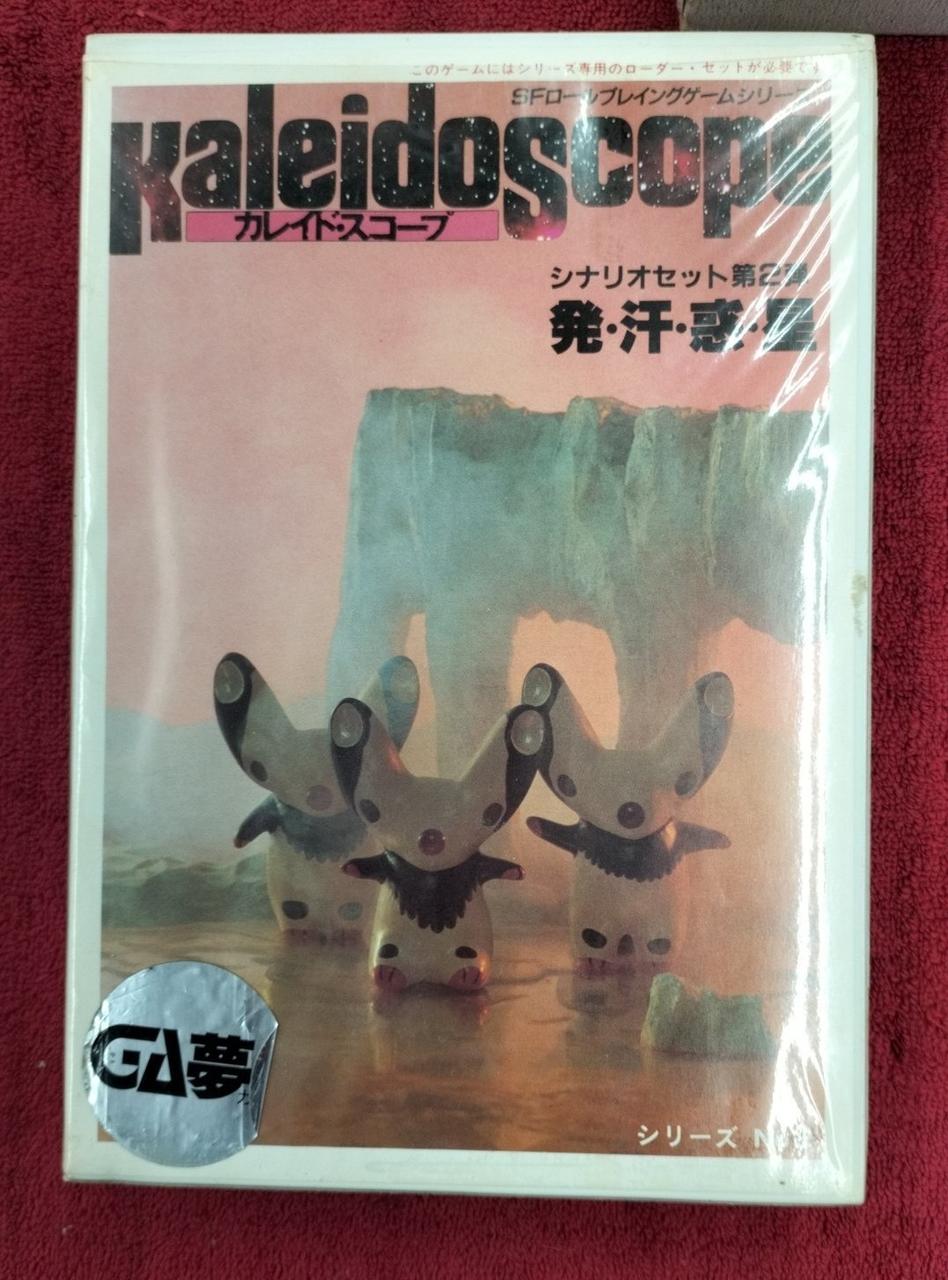 このゲームにはシリーズ専用のローダー・セットが必要です
SFロールプレイングゲームシリーズ
Kaleidoscope
カレイド・スコープ
シナリオセット第2弾
発・汗・惑・星
GA夢
シリーズ